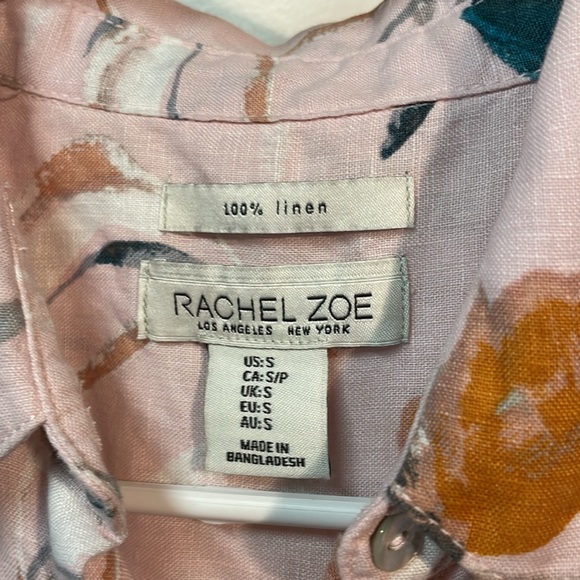 100% linen
RACHEL ZOE
LOS ANGELES NEW YORK
US:S
CA:S/P
UK:S
EU:S
AU:S
MADE IN
BANGLADESH